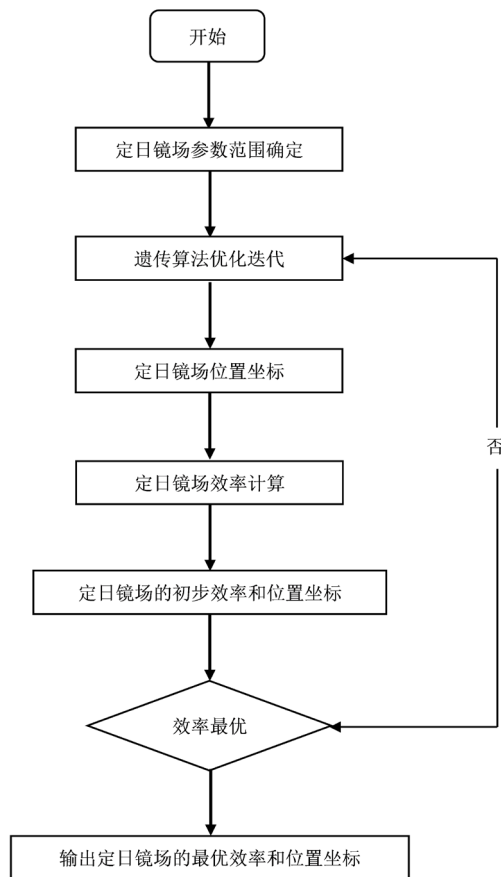 开始
定日镜场参数范围确定
遗传算法优化迭代
定日镜场位置坐标
否
定日镜场效率计算
定日镜场的初步效率和位置坐标
效率最优
输出定日镜场的最优效率和位置坐标